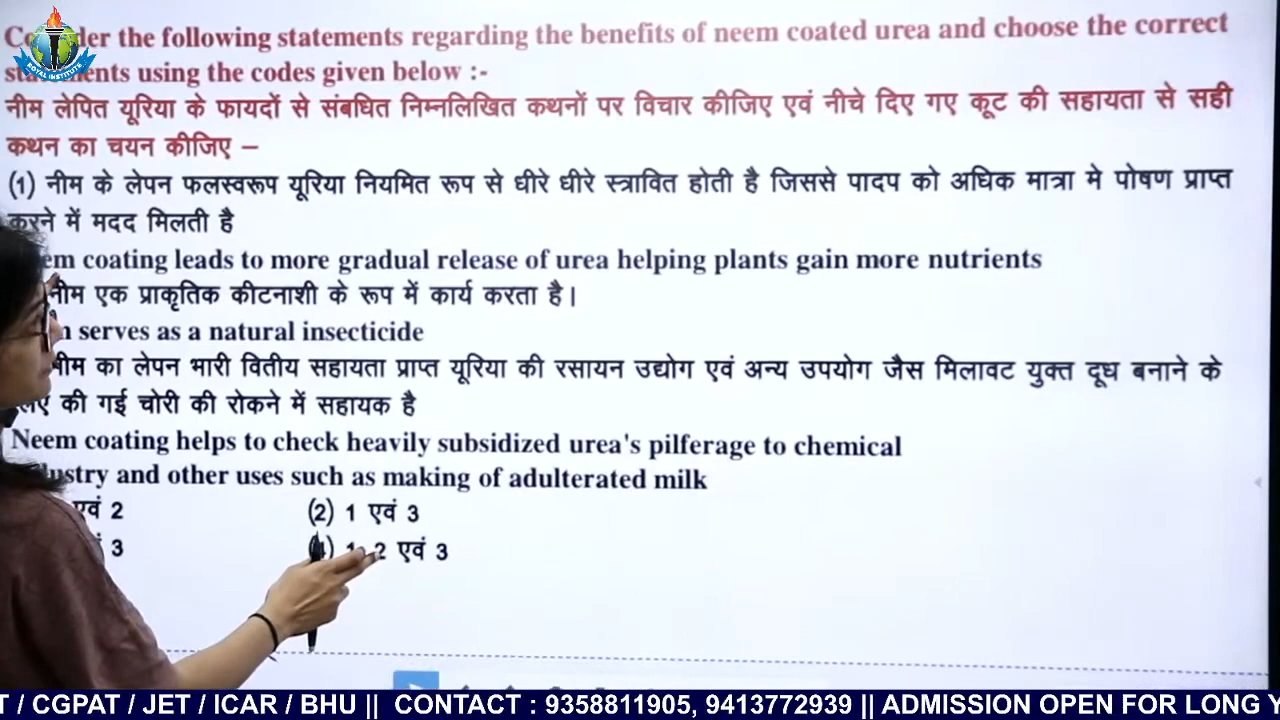 ROYAL INSTITUTE
the following statements regarding the benefits of neem coated urea and choose the correct
using the codes given below :-
नीम लेपित यूरिया के फायदों से संबधित निम्नलिखित कथनों पर विचार कीजिए एवं नीचे दिए गए कूट की सहायता से सही
कथन का चयन कीजिए –
(1) नीम के लेपन फलस्वरूप यूरिया नियमित रूप से धीरे धीरे स्त्रावित होती है जिससे पादप को अधिक मात्रा मे पोषण प्राप्त
करने में मदद मिलती है
coating leads to more gradual release of urea helping plants gain more nutrients
नीम एक प्राकृतिक कीटनाशी के रूप में कार्य करता है।
serves as a natural insecticide
नीम का लेपन भारी वितीय सहायता प्राप्त यूरिया की रसायन उद्योग एवं अन्य उपयोग जैस मिलावट युक्त दूध बनाने के
की गई चोरी की रोकने में सहायक है
Neem coating helps to check heavily subsidized urea's pilferage to chemical
and other uses such as making of adulterated milk
एवं 2 (2) 1 एवं 3
3 2 एवं 3
T / CGPAT / JET / ICAR / BHU || CONTACT : 9358811905, 9413772939 || ADMISSION OPEN FOR LONG